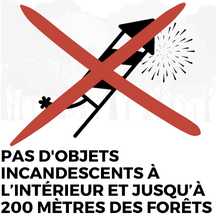 PAS D'OBJETS
INCANDESCENTS À
L’INTÉRIEUR ET JUSQU’À
200 MÈTRES DES FORÊTS